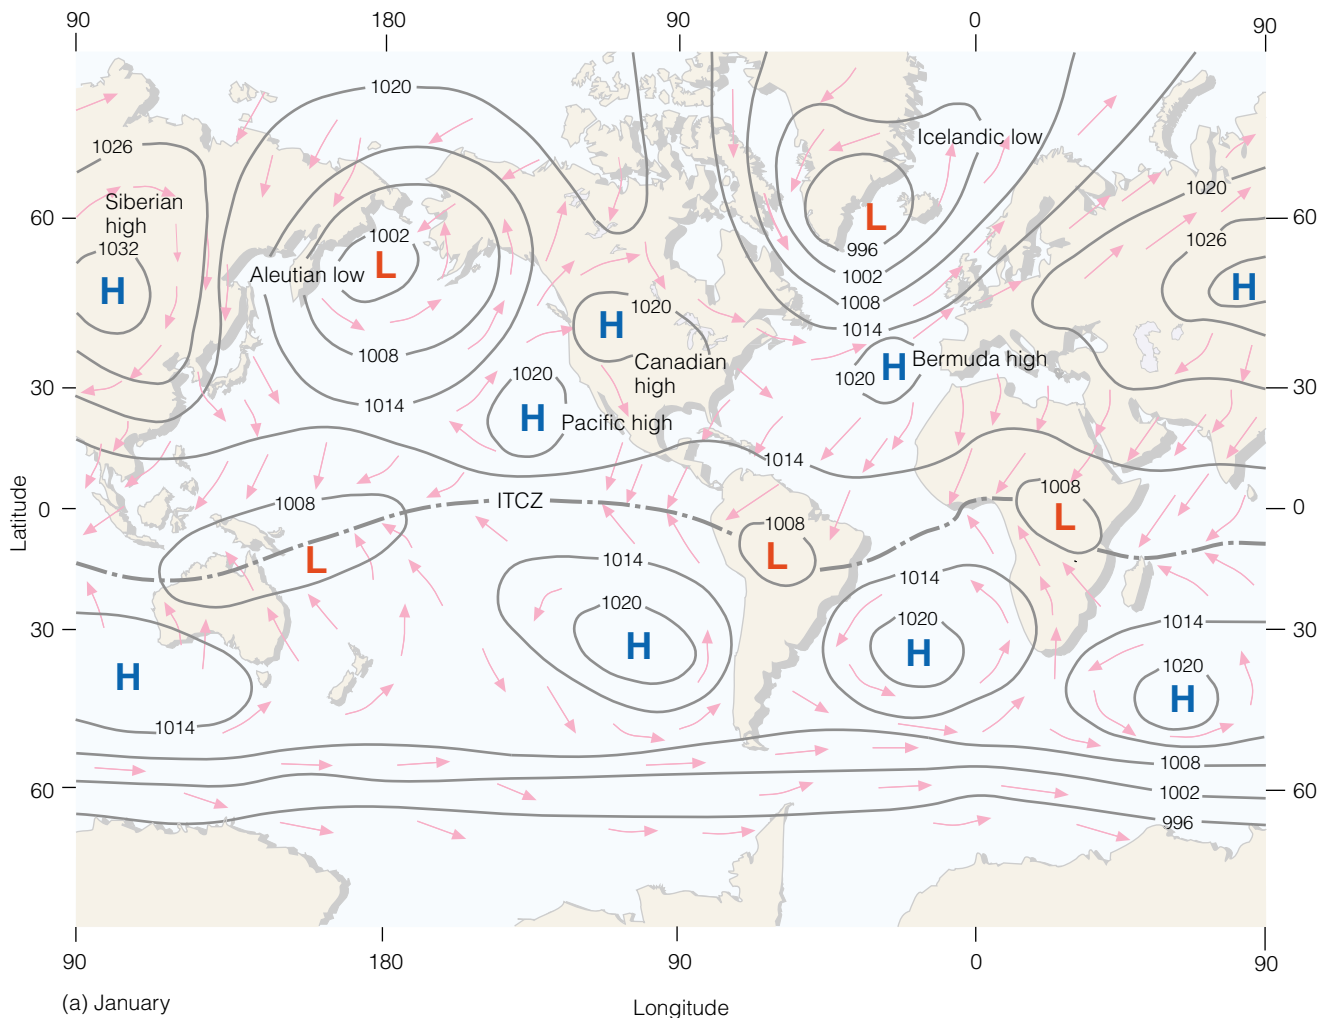 90 180 90 0 90
1020
Icelandic low
1026
1020
Siberian
high
60
60
L
1002
1026
1032
996
Aleutian low
L
1002
H
H
1008
1020
1014
H
1008
Canadian
high
Bermuda high
H
1020
1020
30
30
1014
H
Pacific high
1014
Latitude
1008
ITCZ
1008
0
0
L
1008
L
L
1014
1014
1020
1020
1014
30
30
H
H
1020
H
H
1014
1008
60
1002
60
996
90 180 90 0 90
(a) January
Longitude